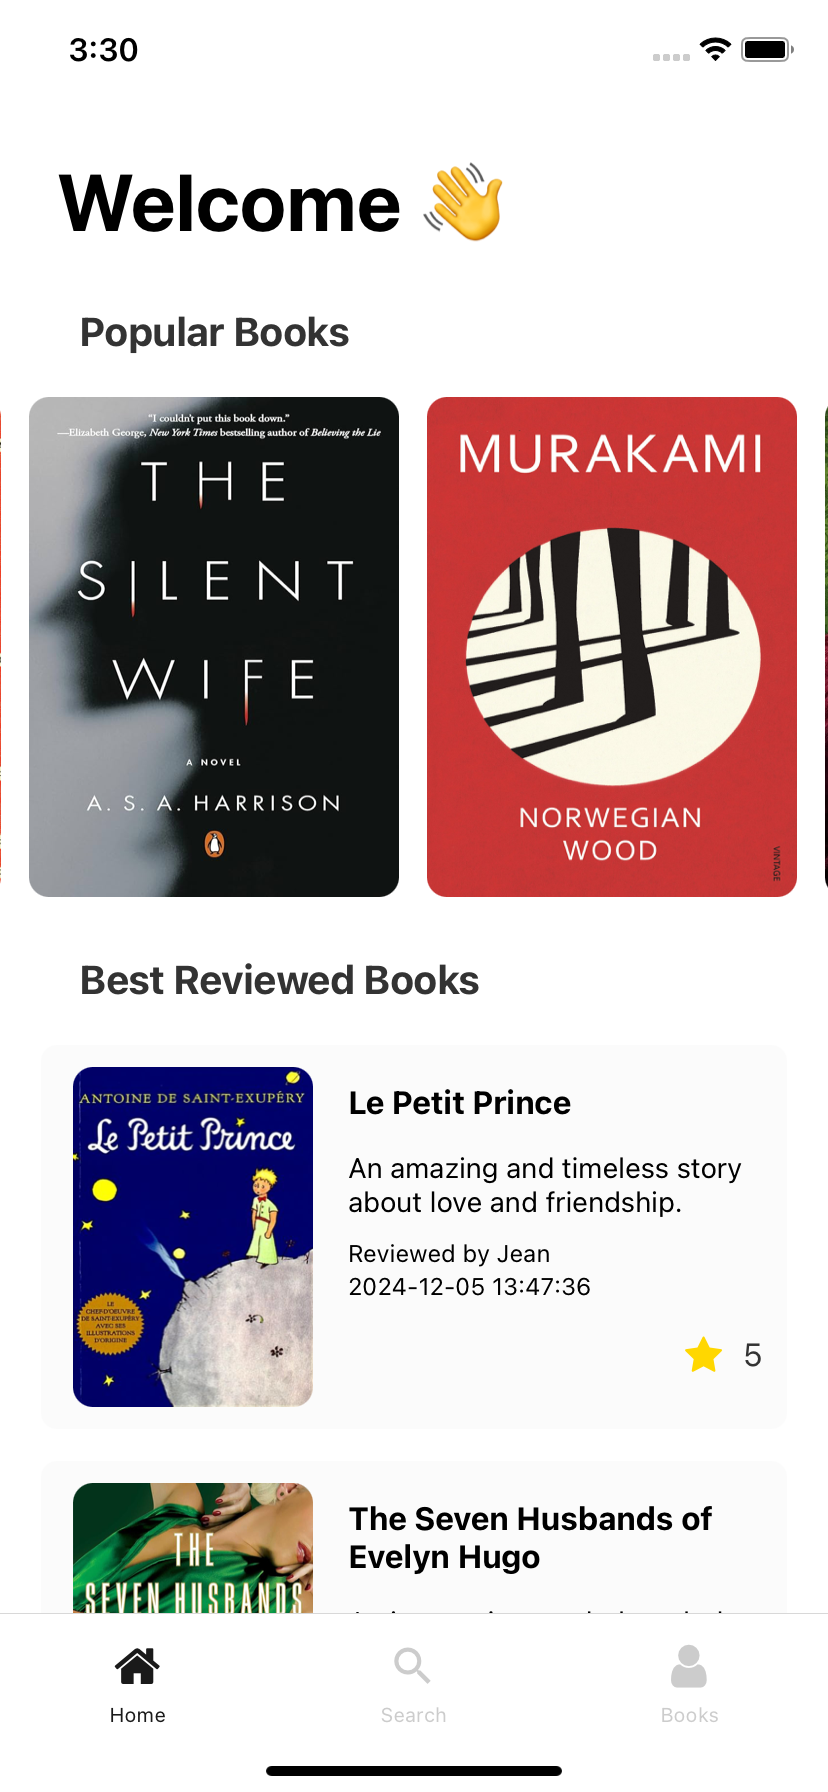 3:30
Welcome 👋
Popular Books
“I couldn’t put this book down.”
—Elizabeth George, New York Times bestselling author of Believing the Lie
THE
SILENT
WIFE
A NOVEL
A. S. A. HARRISON
MURAKAMI
NORWEGIAN
WOOD
VINTAGE
Best Reviewed Books
ANTOINE DE SAINT-EXUPÉRY
Le Petit Prince
LE
CHEF-D'ŒUVRE
DE SAINT-EXUPÉRY
AVEC SES
ILLUSTRATIONS
D'ORIGINE
Le Petit Prince
An amazing and timeless story
about love and friendship.
Reviewed by Jean
2024-12-05 13:47:36
5
THE
SEVEN HUSBANDS
The Seven Husbands of
Evelyn Hugo
Home
Search
Books